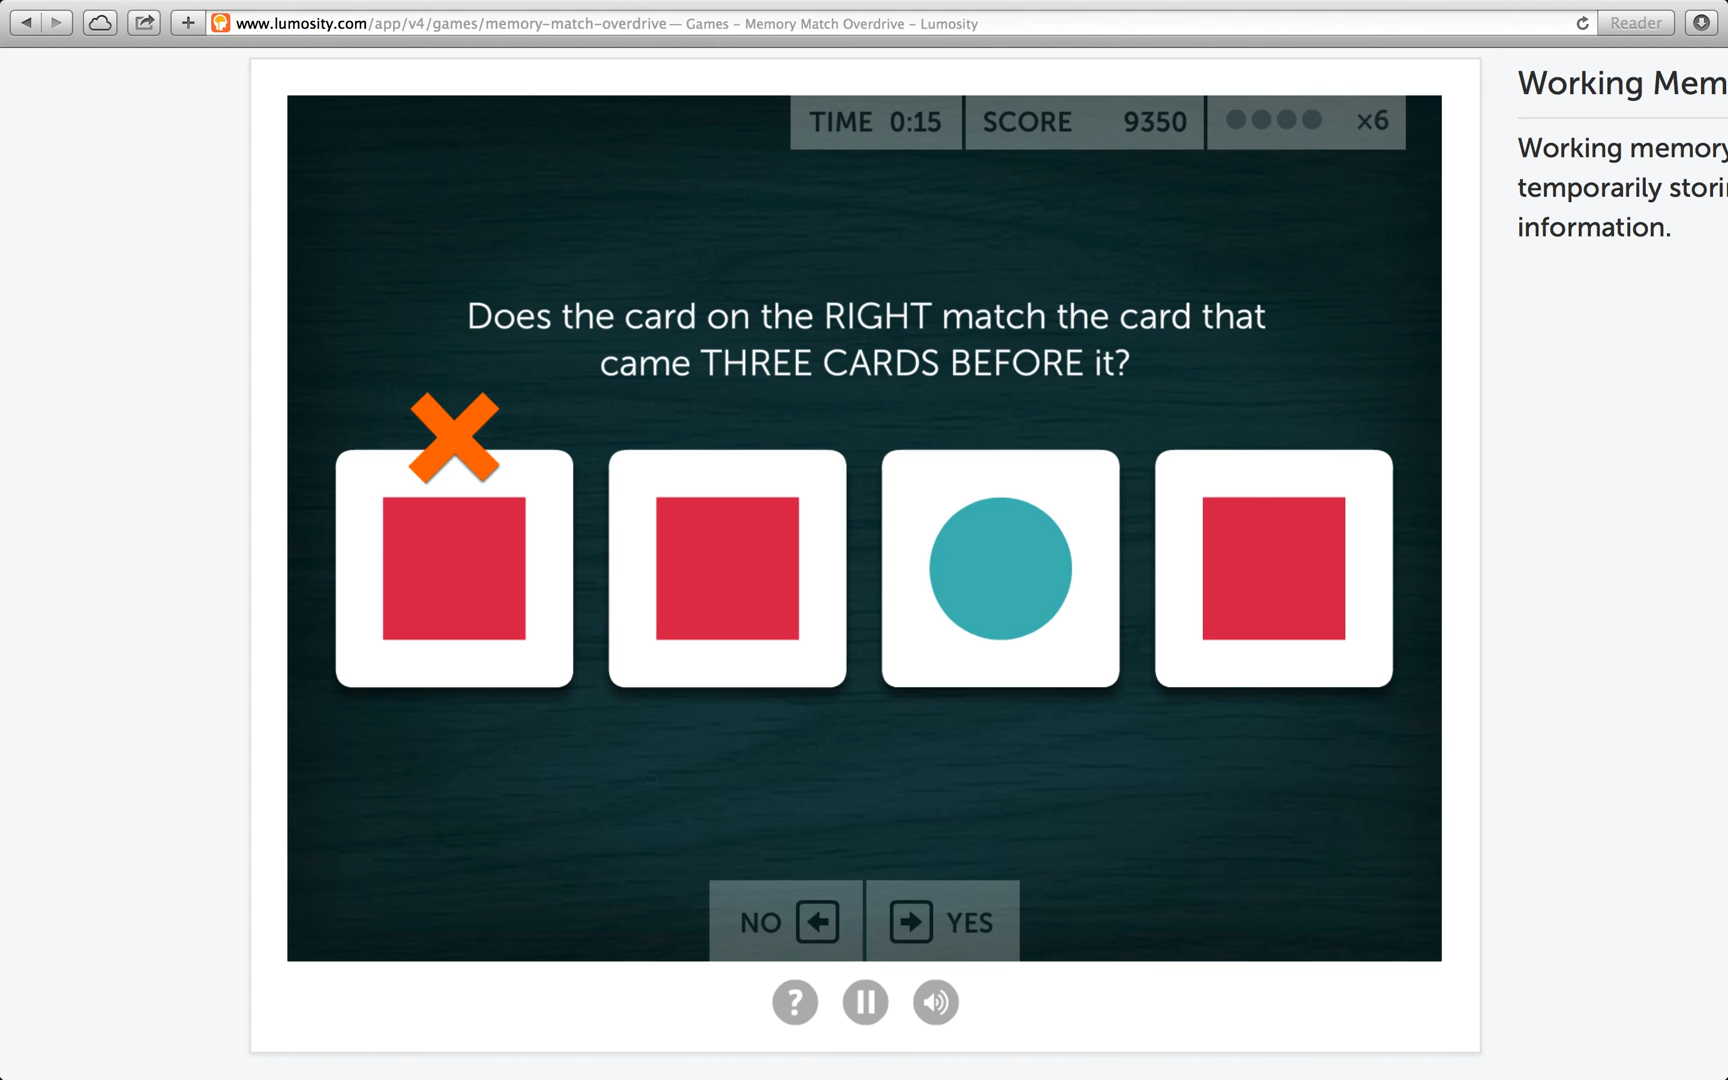 www.lumosity.com/app/v4/games/memory-match-overdrive — Games – Memory Match Overdrive – Lumosity
Reader
Working Mem
TIME 0:15
SCORE 9350
×6
Working memory
temporarily stori
information.
Does the card on the RIGHT match the card that
came THREE CARDS BEFORE it?
NO
YES
?